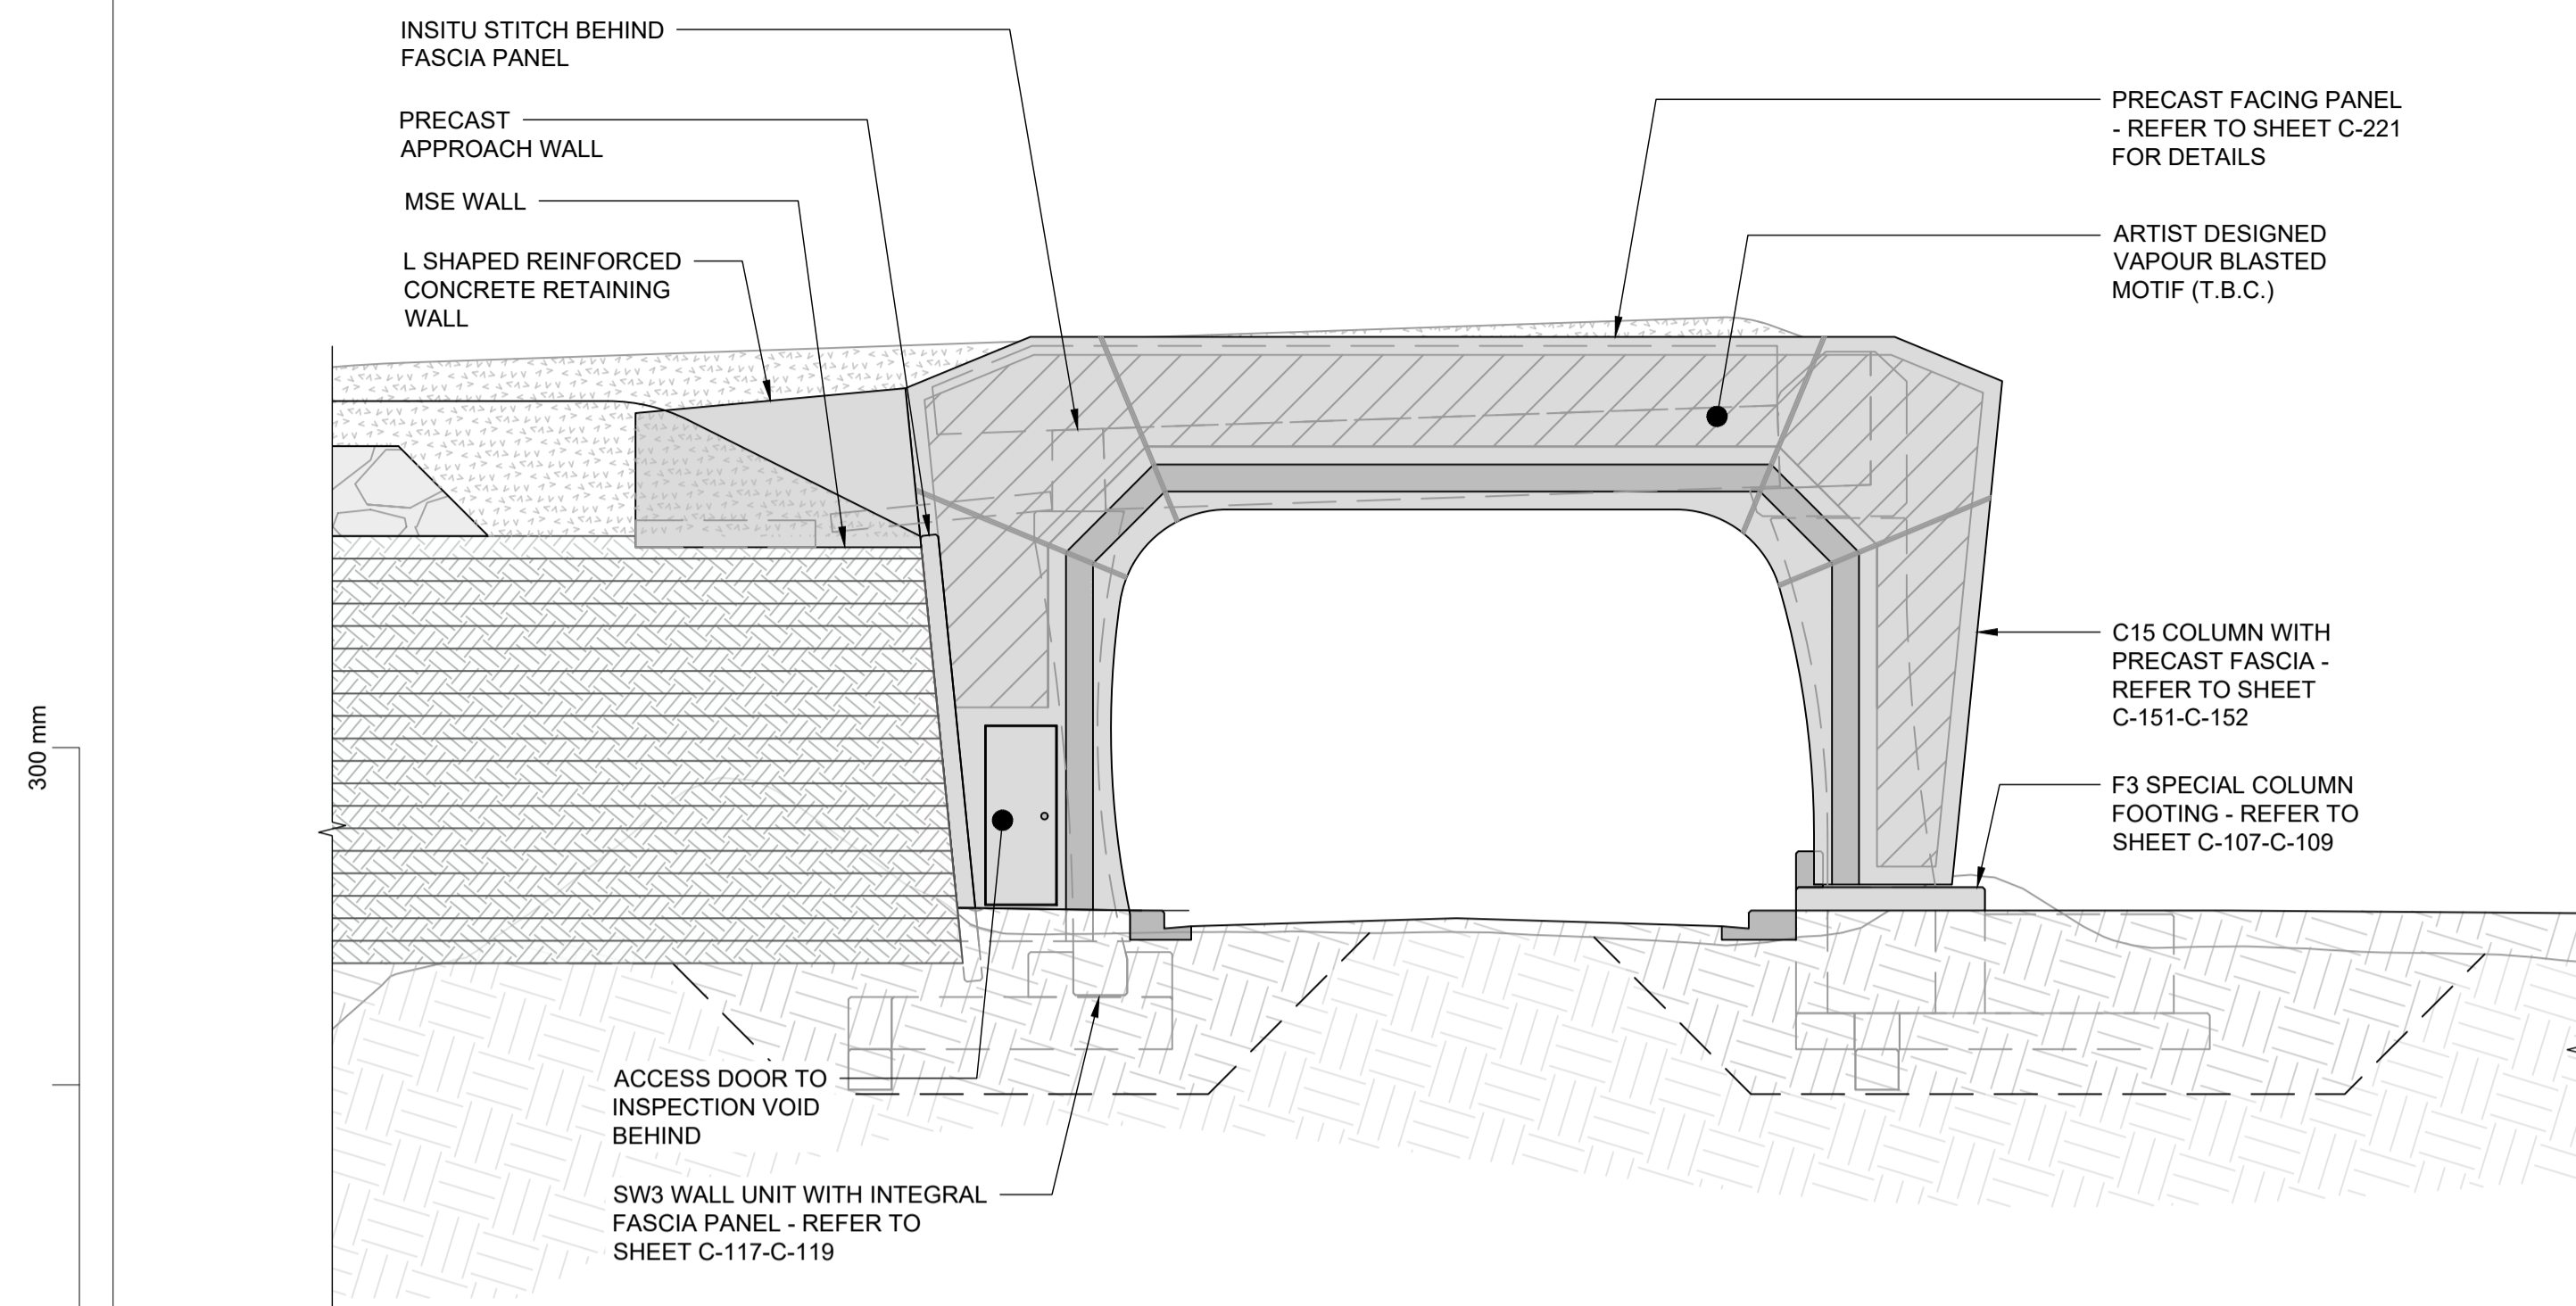 INSITU STITCH BEHIND
FASCIA PANEL
PRECAST
APPROACH WALL
MSE WALL
L SHAPED REINFORCED
CONCRETE RETAINING
WALL
PRECAST FACING PANEL
- REFER TO SHEET C-221
FOR DETAILS
ARTIST DESIGNED
VAPOUR BLASTED
MOTIF (T.B.C.)
C15 COLUMN WITH
PRECAST FASCIA -
REFER TO SHEET
C-151-C-152
F3 SPECIAL COLUMN
FOOTING - REFER TO
SHEET C-107-C-109
300 mm
ACCESS DOOR TO
INSPECTION VOID
BEHIND
SW3 WALL UNIT WITH INTEGRAL
FASCIA PANEL - REFER TO
SHEET C-117-C-119